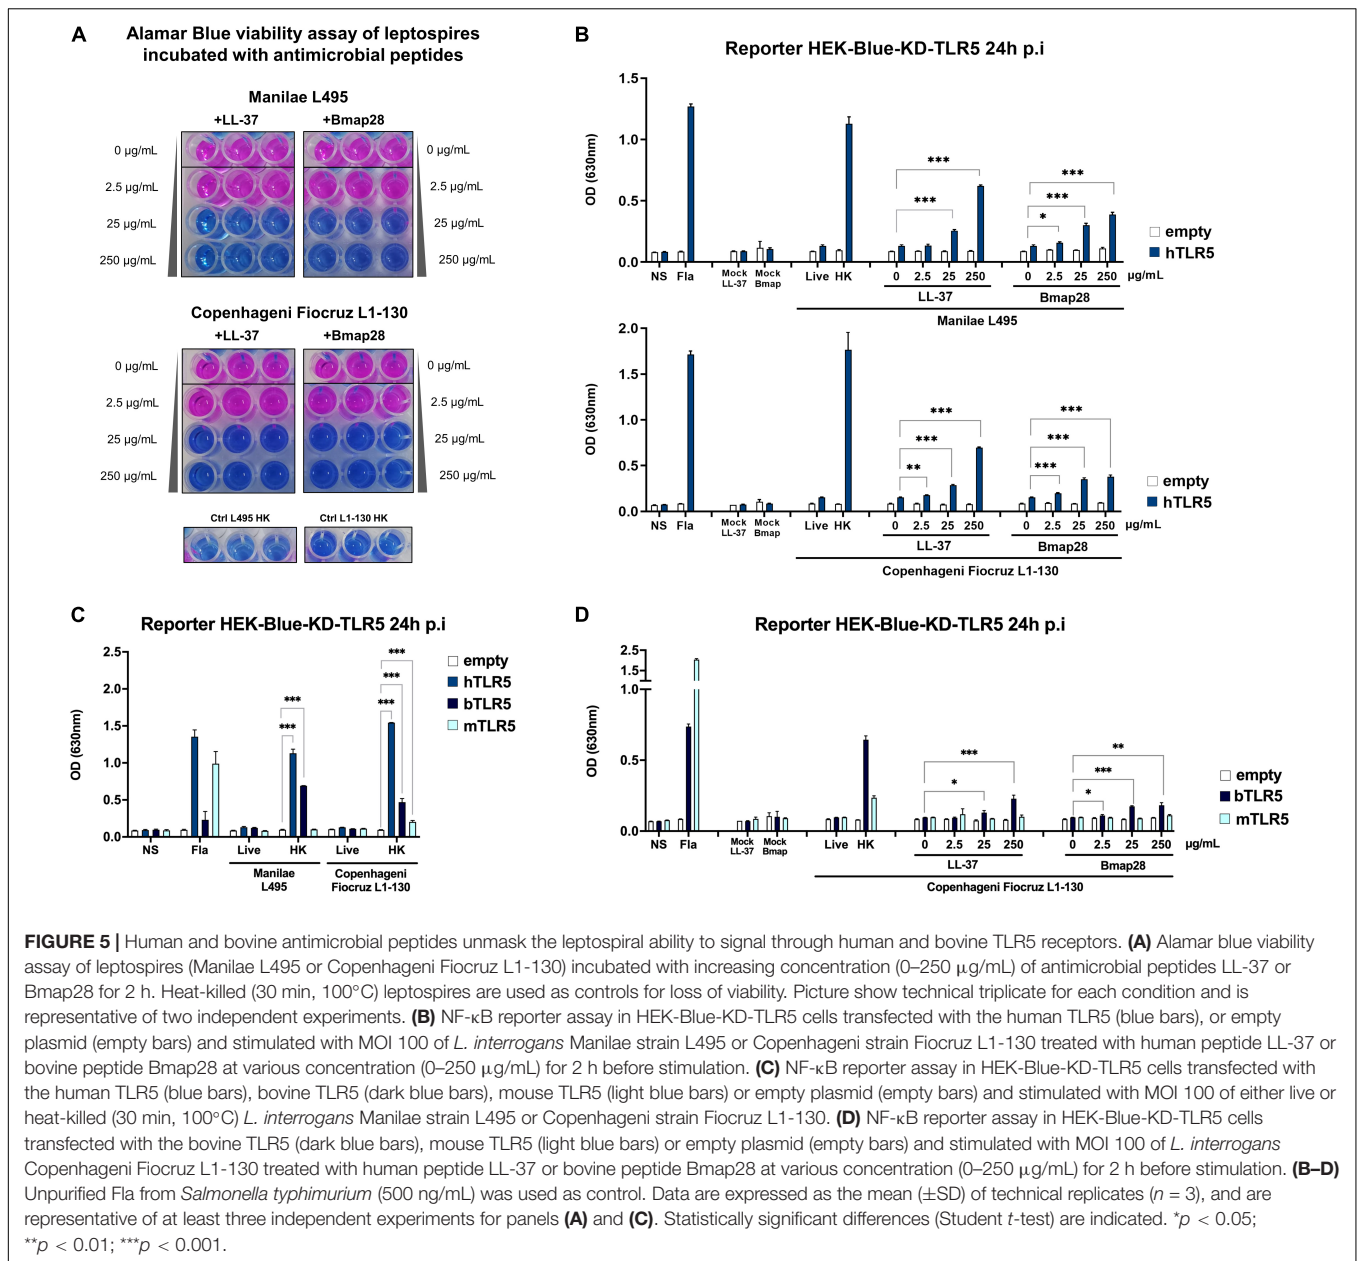 A
Alamar Blue viability assay of leptospires
incubated with antimicrobial peptides
Manilae L495
+LL-37 +Bmap28
0 µg/mL 0 µg/mL
2.5 µg/mL 2.5 µg/mL
25 µg/mL 25 µg/mL
250 µg/mL 250 µg/mL
Copenhageni Fiocruz L1-130
+LL-37 +Bmap28
0 µg/mL 0 µg/mL
2.5 µg/mL 2.5 µg/mL
25 µg/mL 25 µg/mL
250 µg/mL 250 µg/mL
Ctrl L495 HK Ctrl L1-130 HK
B
Reporter HEK-Blue-KD-TLR5 24h p.i
OD (630nm)
1.5
1.0
0.5
0.0
*** *** * *** ***
empty
hTLR5
NS Fla Mock LL-37 Mock Bmap Live HK 0 2.5 25 250 0 2.5 25 250 µg/mL
LL-37 Bmap28
Manilae L495
OD (630nm)
2.0
1.5
1.0
0.5
0.0
** *** *** *** *** ***
empty
hTLR5
NS Fla Mock LL-37 Mock Bmap Live HK 0 2.5 25 250 0 2.5 25 250 µg/mL
LL-37 Bmap28
Copenhageni Fiocruz L1-130
C
Reporter HEK-Blue-KD-TLR5 24h p.i
OD (630nm)
2.5
2.0
1.5
1.0
0.5
0.0
*** *** *** *** ***
empty
hTLR5
bTLR5
mTLR5
NS Fla Live HK Live HK
Manilae L495
Copenhageni Fiocruz L1-130
D
Reporter HEK-Blue-KD-TLR5 24h p.i
OD (630nm)
2.5
1.5
1.0
0.5
0.0
* *** * *** **
empty
bTLR5
mTLR5
NS Fla Mock LL-37 Mock Bmap Live HK 0 2.5 25 250 0 2.5 25 250 µg/mL
LL-37 Bmap28
Copenhageni Fiocruz L1-130
FIGURE 5 | Human and bovine antimicrobial peptides unmask the leptospiral ability to signal through human and bovine TLR5 receptors. (A) Alamar blue viability
assay of leptospires (Manilae L495 or Copenhageni Fiocruz L1-130) incubated with increasing concentration (0–250 µg/mL) of antimicrobial peptides LL-37 or
Bmap28 for 2 h. Heat-killed (30 min, 100°C) leptospires are used as controls for loss of viability. Picture show technical triplicate for each condition and is
representative of two independent experiments. (B) NF-κB reporter assay in HEK-Blue-KD-TLR5 cells transfected with the human TLR5 (blue bars), or empty
plasmid (empty bars) and stimulated with MOI 100 of L. interrogans Manilae strain L495 or Copenhageni strain Fiocruz L1-130 treated with human peptide LL-37 or
bovine peptide Bmap28 at various concentration (0–250 µg/mL) for 2 h before stimulation. (C) NF-κB reporter assay in HEK-Blue-KD-TLR5 cells transfected with
the human TLR5 (blue bars), bovine TLR5 (dark blue bars), mouse TLR5 (light blue bars) or empty plasmid (empty bars) and stimulated with MOI 100 of either live or
heat-killed (30 min, 100°C) L. interrogans Manilae strain L495 or Copenhageni strain Fiocruz L1-130. (D) NF-κB reporter assay in HEK-Blue-KD-TLR5 cells
transfected with the bovine TLR5 (dark blue bars), mouse TLR5 (light blue bars) or empty plasmid (empty bars) and stimulated with MOI 100 of L. interrogans
Copenhageni Fiocruz L1-130 treated with human peptide LL-37 or bovine peptide Bmap28 at various concentration (0–250 µg/mL) for 2 h before stimulation. (B–D)
Unpurified Fla from Salmonella typhimurium (500 ng/mL) was used as control. Data are expressed as the mean (±SD) of technical replicates (n = 3), and are
representative of at least three independent experiments for panels (A) and (C). Statistically significant differences (Student t-test) are indicated. *p < 0.05;
**p < 0.01; ***p < 0.001.